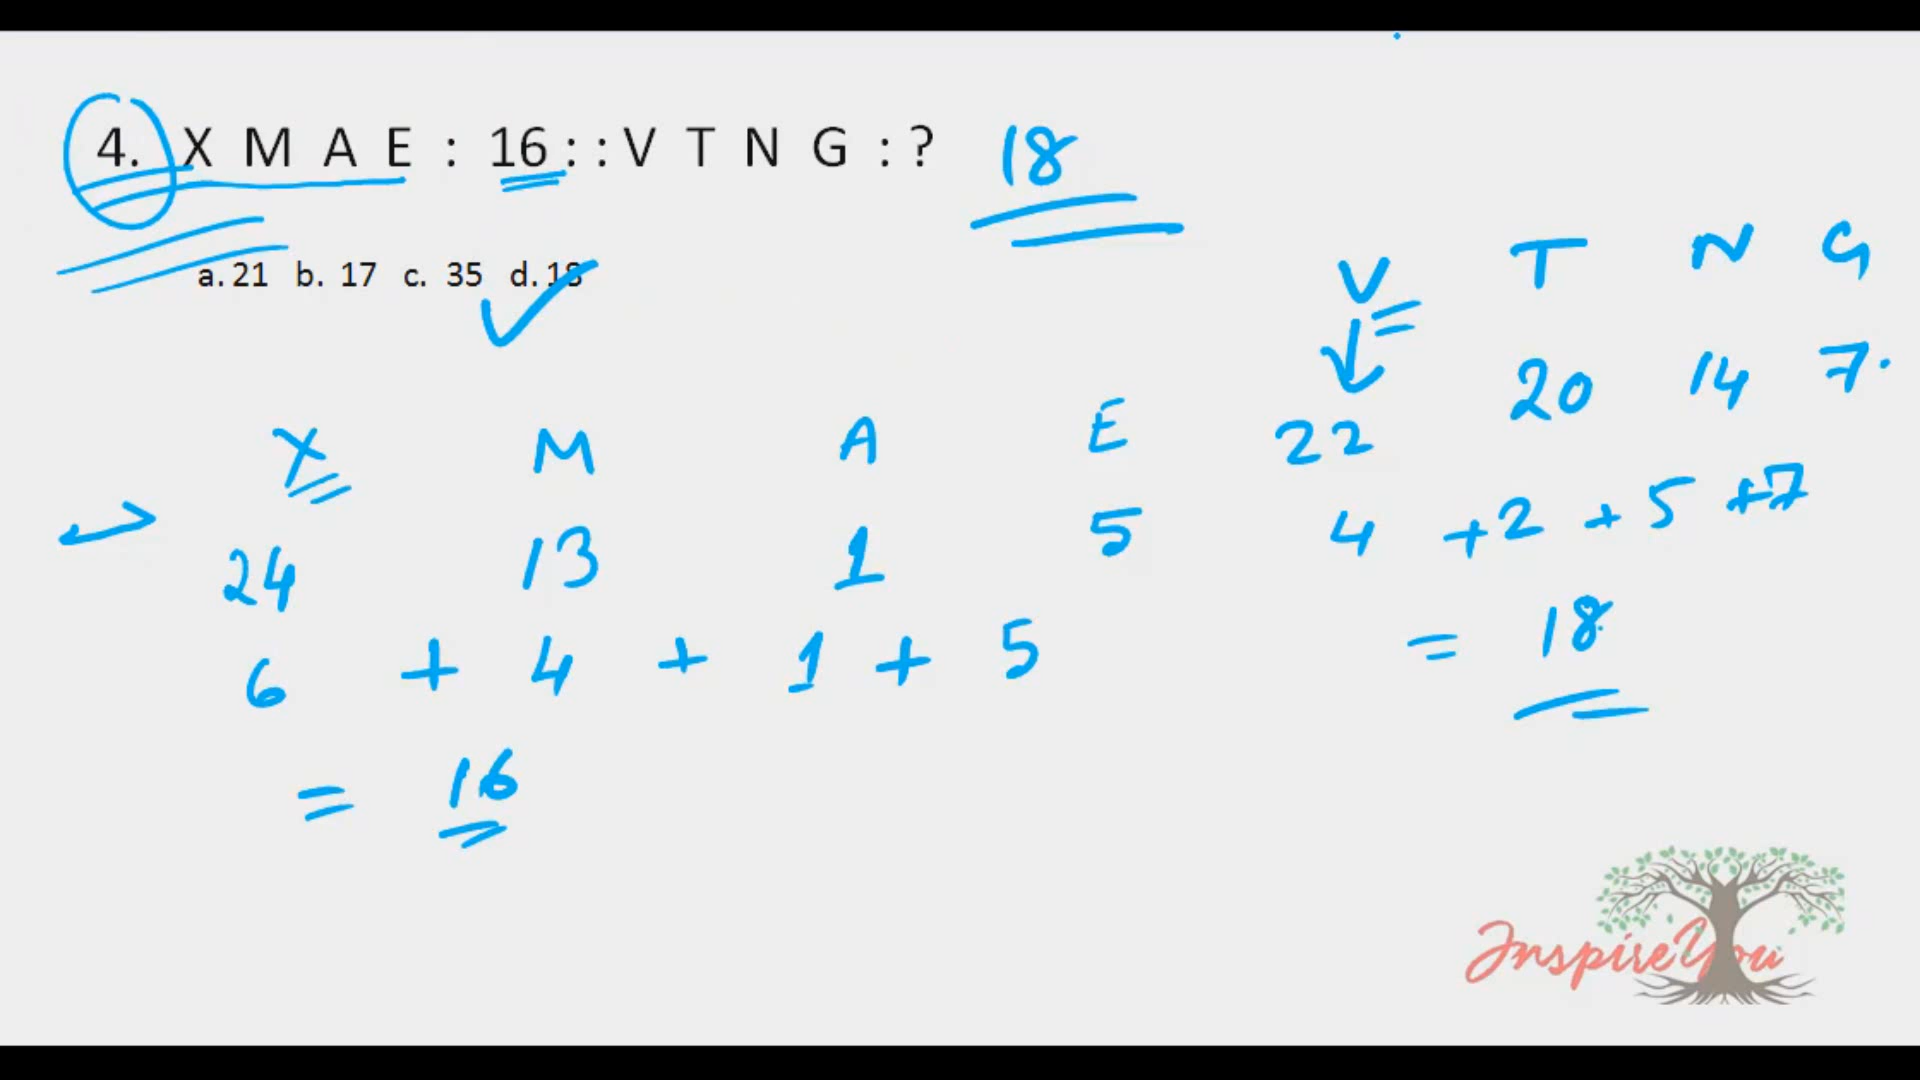 4. X M A E : 16 : : V T N G : ? 18
a. 21 b. 17 c. 35 d. 18
V T N G
22 20 14 7.
4 + 2 + 5 + 7
= 18
X M A E
24 13 1 5
6 + 4 + 1 + 5
= 16
InspireYou